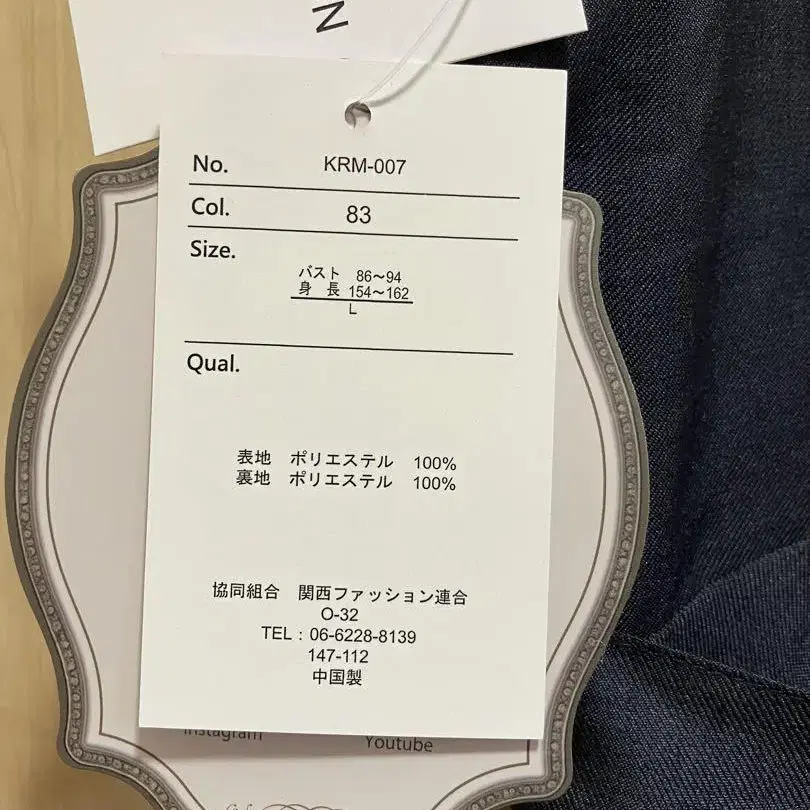 N
No. KRM-007
Col. 83
Size.
バスト 86～94
身 長 154～162
L
Qual.
表地 ポリエステル 100%
裏地 ポリエステル 100%
協同組合 関西ファッション連合
O-32
TEL：06-6228-8139
147-112
中国製
Instagram Youtube